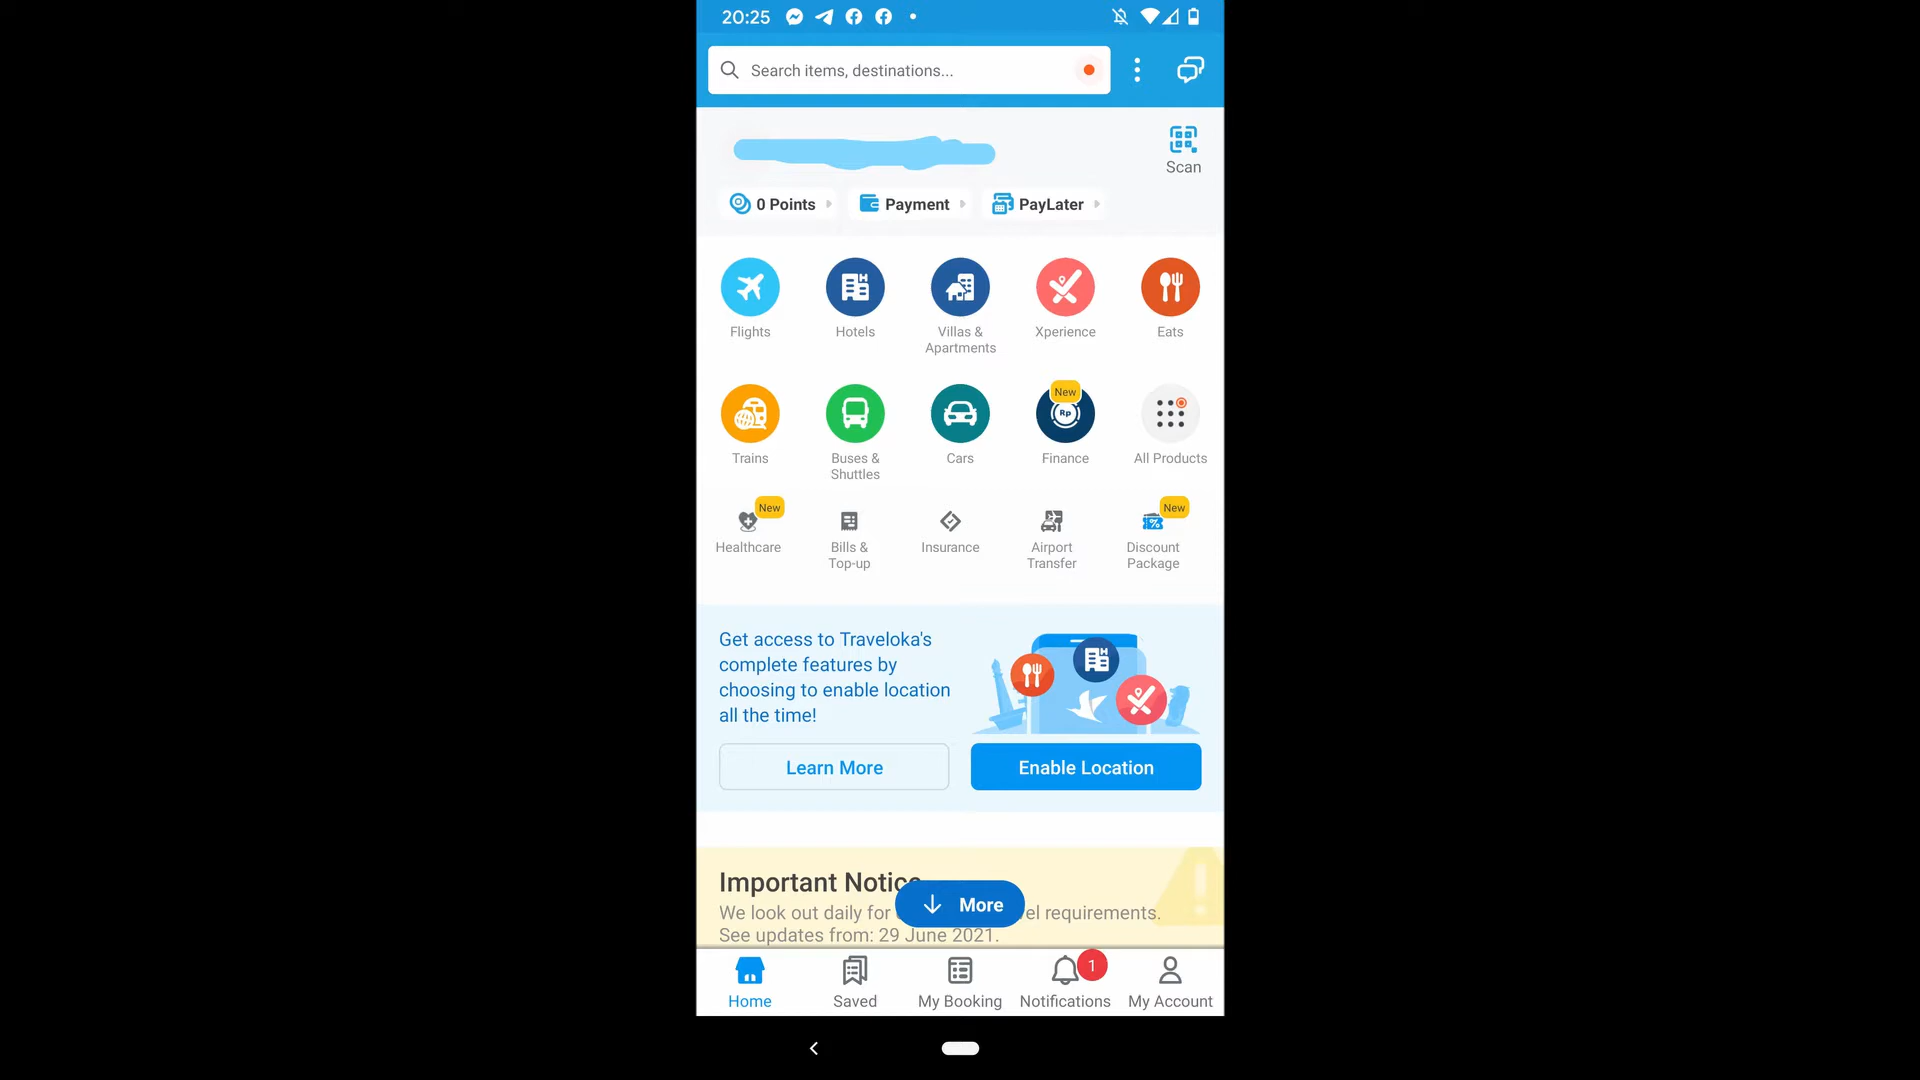 20:25
Search items, destinations...
Scan
0 Points
Payment
PayLater
Flights
Hotels
Villas &
Apartments
Xperience
Eats
New
Rp
Trains
Buses &
Shuttles
Cars
Finance
All Products
New
New
Healthcare
Bills &
Top-up
Insurance
Airport
Transfer
Discount
Package
Get access to Traveloka's
complete features by
choosing to enable location
all the time!
Learn More
Enable Location
Important Notice
We look out daily for
requirements.
More
See updates from: 29 June 2021.
1
Home
Saved
My Booking
Notifications
My Account